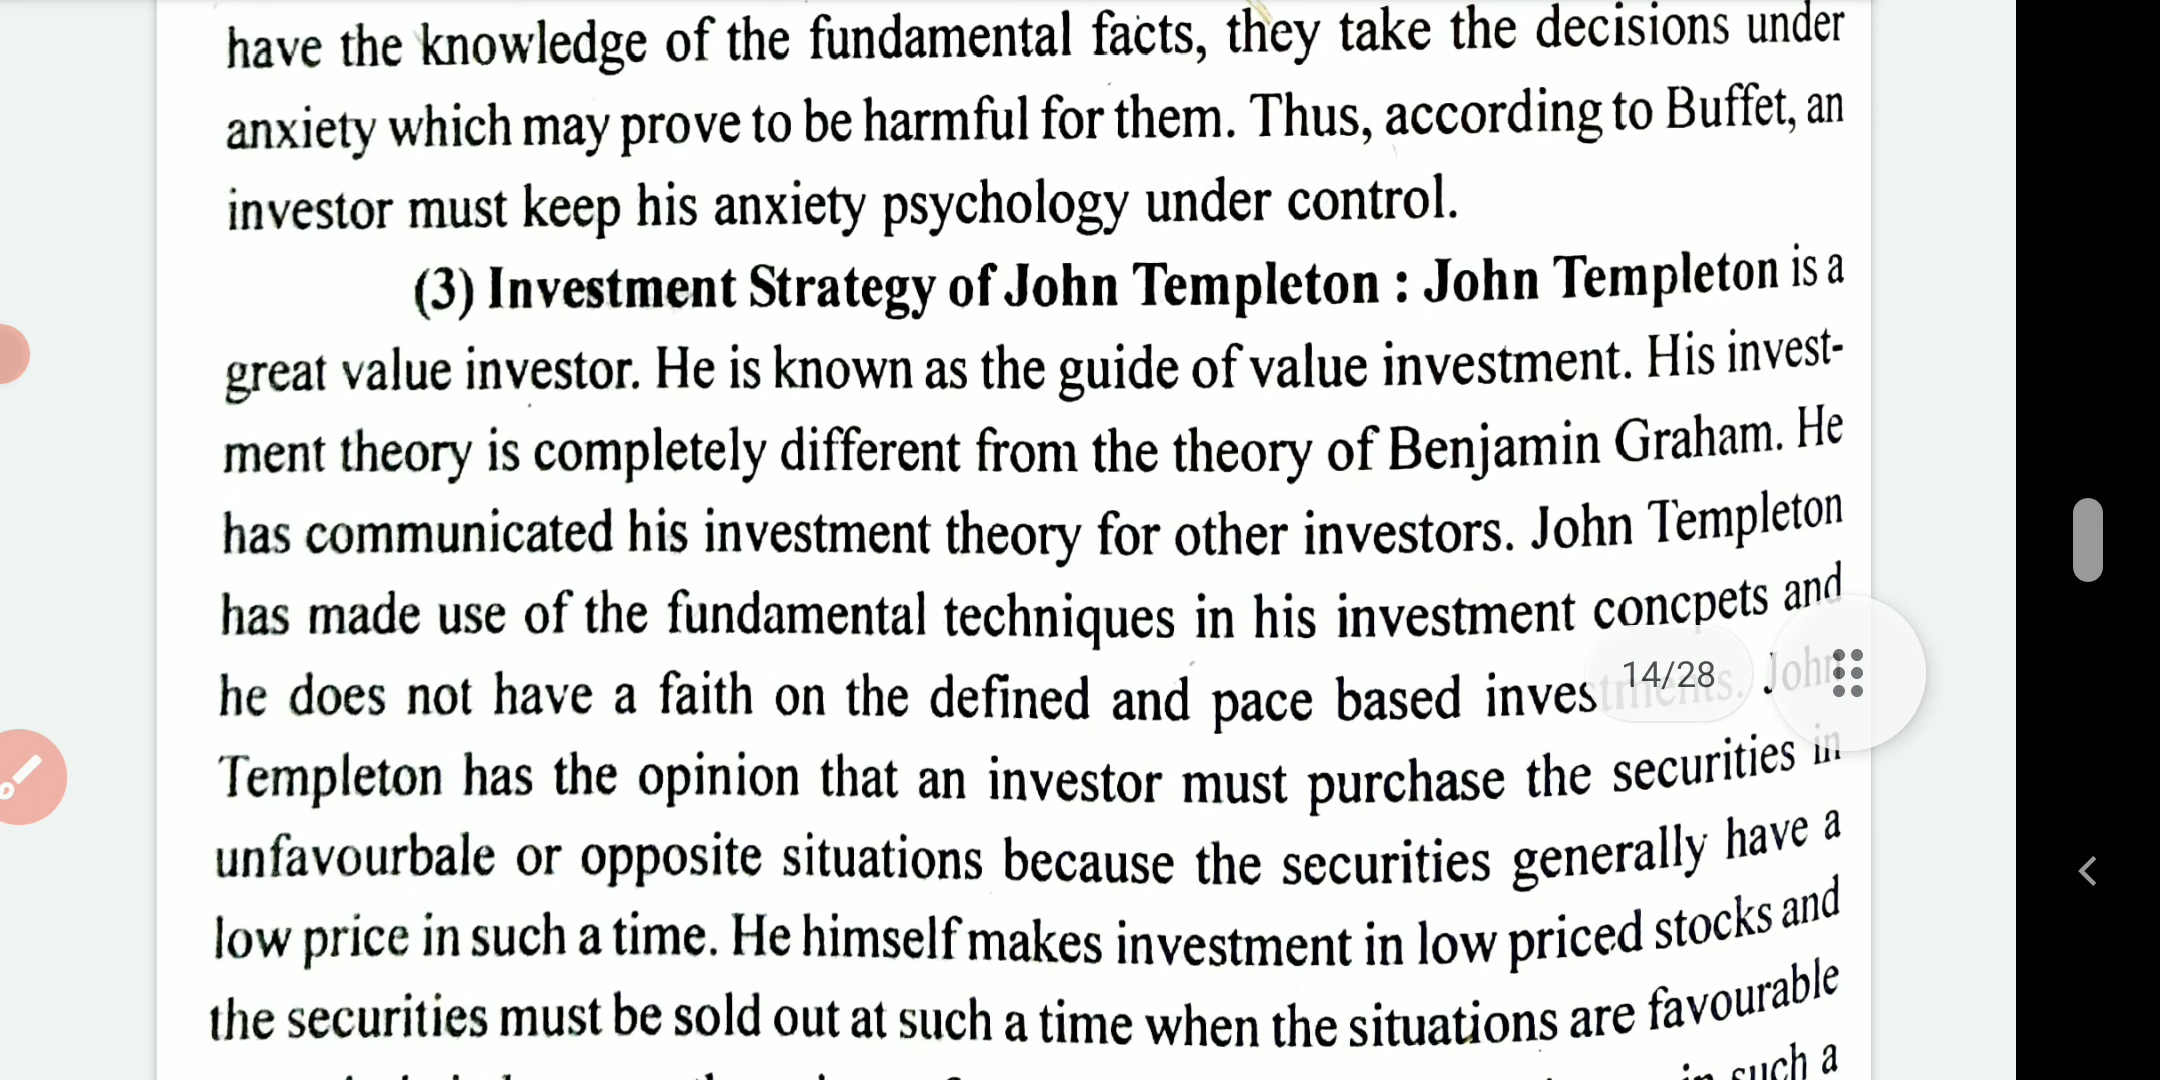 have the knowledge of the fundamental facts, they take the decisions under
anxiety which may prove to be harmful for them. Thus, according to Buffet, an
investor must keep his anxiety psychology under control.
(3) Investment Strategy of John Templeton : John Templeton is a
great value investor. He is known as the guide of value investment. His invest-
ment theory is completely different from the theory of Benjamin Graham. He
has communicated his investment theory for other investors. John Templeton
has made use of the fundamental techniques in his investment concpets and
he does not have a faith on the defined and pace based investments. John
14/28
Templeton has the opinion that an investor must purchase the securities in
unfavourbale or opposite situations because the securities generally have a
low price in such a time. He himself makes investment in low priced stocks and
the securities must be sold out at such a time when the situations are favourable
in such a